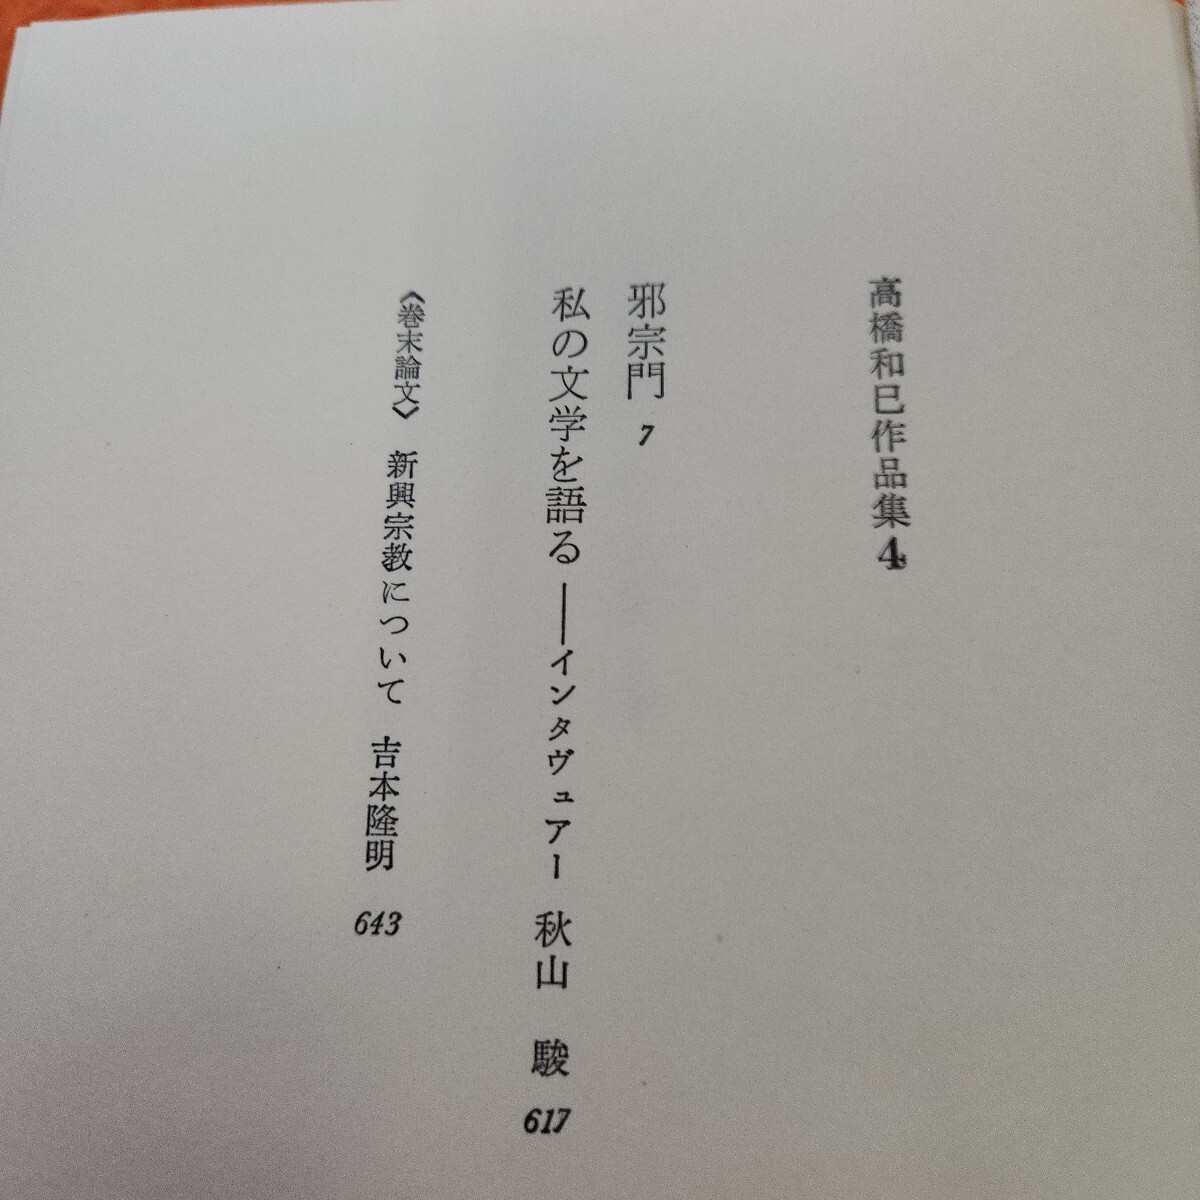 高橋和巳作品集4
邪宗門 7
私の文学を語る――インタヴュアー 秋山 駿 617
《巻末論文》 新興宗教について 吉本隆明 643